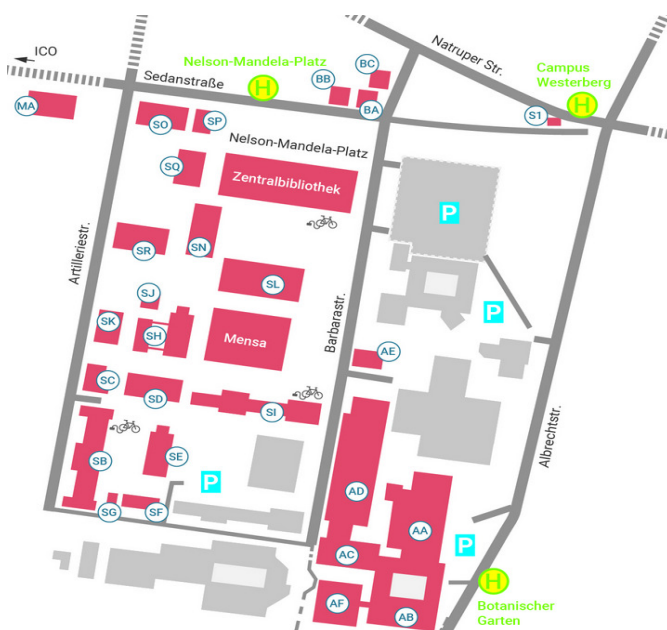 ICO
Nelson-Mandela-Platz
H
Sedanstraße
BB
BC
BA
Natruper Str.
Campus
Westerberg
H
S1
MA
SO
SP
Nelson-Mandela-Platz
SQ
Zentralbibliothek
P
SN
SR
Artilleriestr.
SL
SJ
SK
SH
Mensa
Barbarastr.
P
AE
SC
SD
SI
Albrechtstr.
SB
SE
P
AD
SG
SF
AA
P
AC
H
Botanischer
Garten
AF
AB